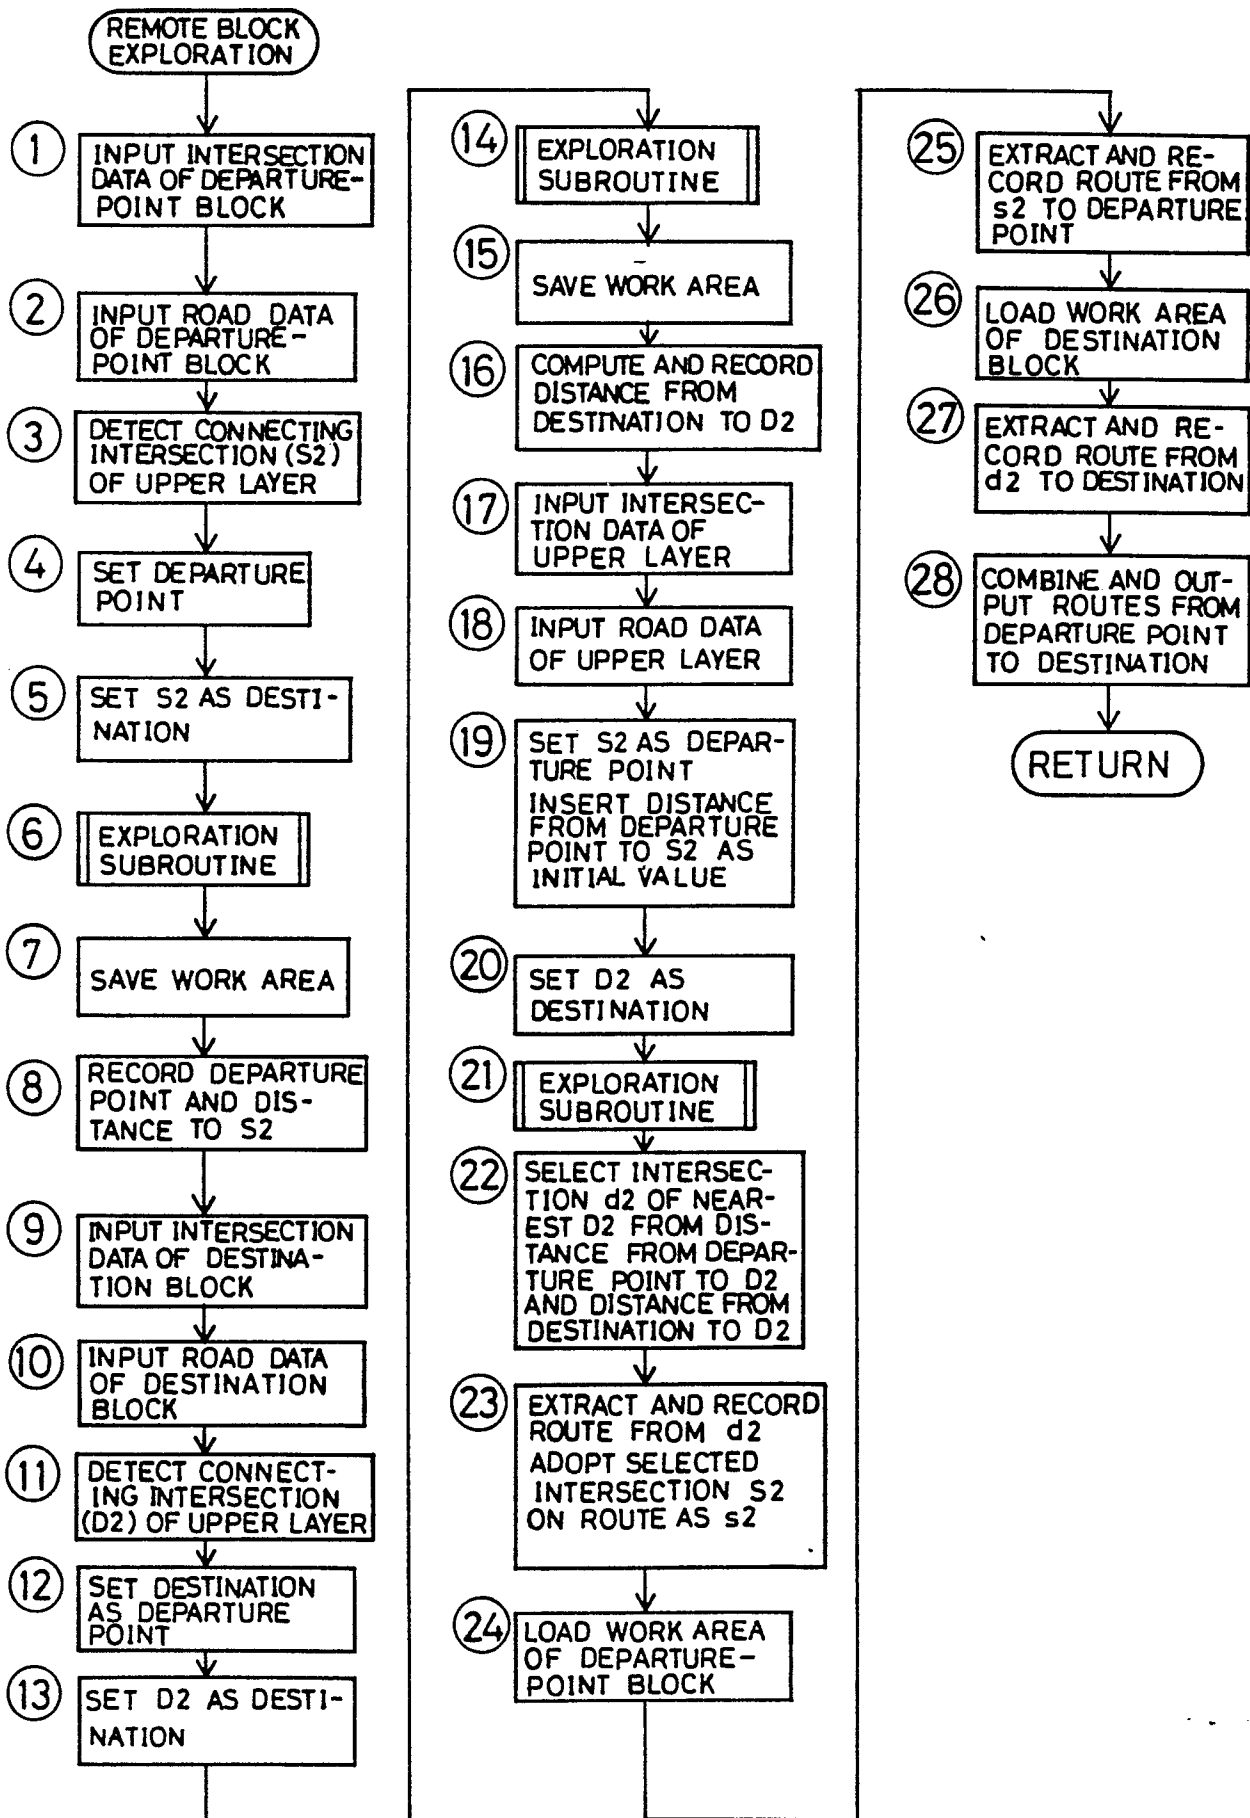 REMOTE BLOCK
EXPLORATION
1
INPUT INTERSECTION
DATA OF DEPARTURE-
POINT BLOCK
2
INPUT ROAD DATA
OF DEPARTURE-
POINT BLOCK
3
DETECT CONNECTING
INTERSECTION (S2)
OF UPPER LAYER
4
SET DEPARTURE
POINT
5
SET S2 AS DESTI-
NATION
6
EXPLORATION
SUBROUTINE
7
SAVE WORK AREA
8
RECORD DEPARTURE
POINT AND DIS-
TANCE TO S2
9
INPUT INTERSECTION
DATA OF DESTINA-
TION BLOCK
10
INPUT ROAD DATA
OF DESTINATION
BLOCK
11
DETECT CONNECT-
ING INTERSECTION
(D2) OF UPPER LAYER
12
SET DESTINATION
AS DEPARTURE
POINT
13
SET D2 AS DESTI-
NATION
14
EXPLORATION
SUBROUTINE
15
SAVE WORK AREA
16
COMPUTE AND RECORD
DISTANCE FROM
DESTINATION TO D2
17
INPUT INTERSEC-
TION DATA OF
UPPER LAYER
18
INPUT ROAD DATA
OF UPPER LAYER
19
SET S2 AS DEPAR-
TURE POINT
INSERT DISTANCE
FROM DEPARTURE
POINT TO S2 AS
INITIAL VALUE
20
SET D2 AS
DESTINATION
21
EXPLORATION
SUBROUTINE
22
SELECT INTERSEC-
TION d2 OF NEAR-
EST D2 FROM DIS-
TANCE FROM DEPAR-
TURE POINT TO D2
AND DISTANCE FROM
DESTINATION TO D2
23
EXTRACT AND RECORD
ROUTE FROM d2
ADOPT SELECTED
INTERSECTION S2
ON ROUTE AS s2
24
LOAD WORK AREA
OF DEPARTURE-
POINT BLOCK
25
EXTRACT AND RE-
CORD ROUTE FROM
s2 TO DEPARTURE
POINT
26
LOAD WORK AREA
OF DESTINATION
BLOCK
27
EXTRACT AND RE-
CORD ROUTE FROM
d2 TO DESTINATION
28
COMBINE AND OUT-
PUT ROUTES FROM
DEPARTURE POINT
TO DESTINATION
RETURN